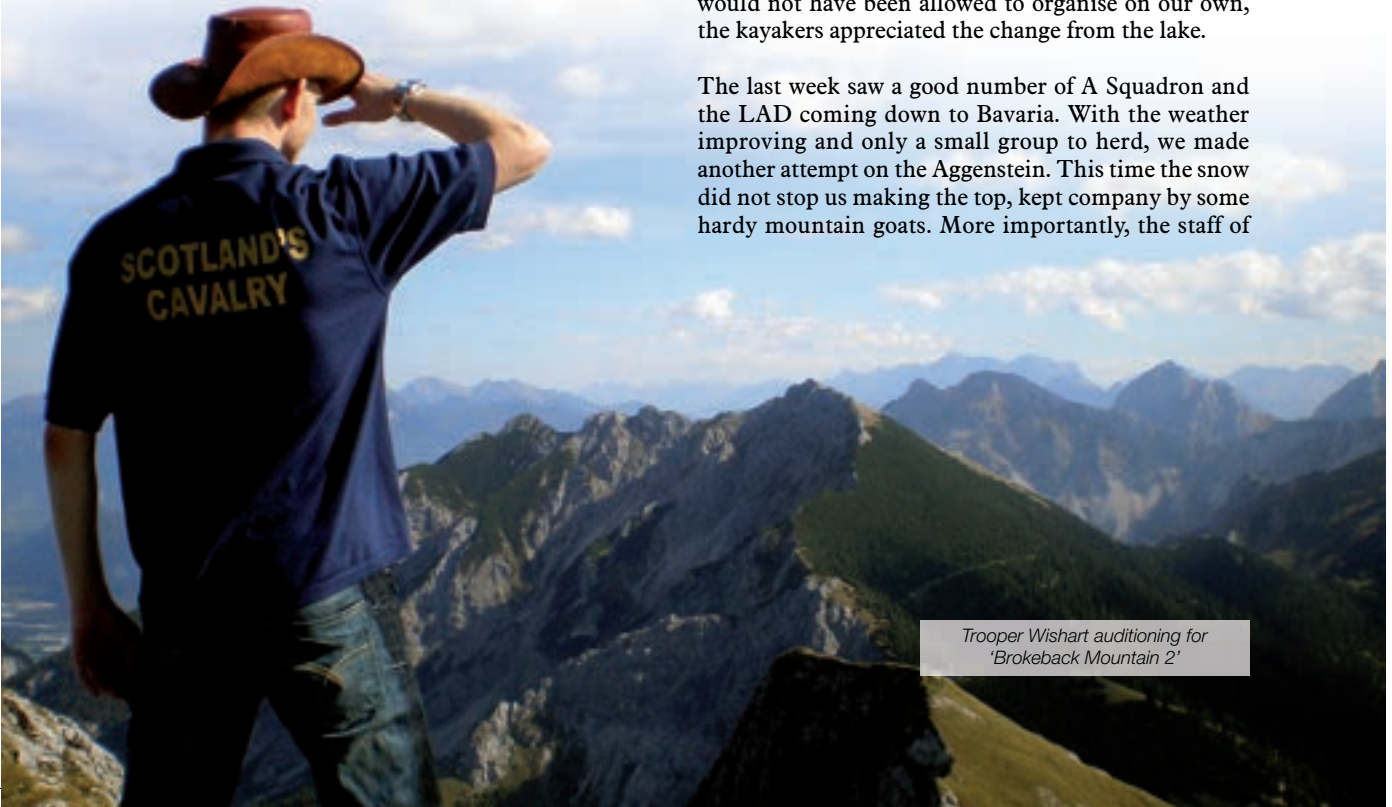 would not have been allowed to organise on our own,
the kayakers appreciated the change from the lake.
The last week saw a good number of A Squadron and
the LAD coming down to Bavaria. With the weather
improving and only a small group to herd, we made
another attempt on the Aggenstein. This time the snow
did not stop us making the top, kept company by some
hardy mountain goats. More importantly, the staff of
SCOTLAND'S
CAVALRY
Trooper Wishart auditioning for
‘Brokeback Mountain 2’